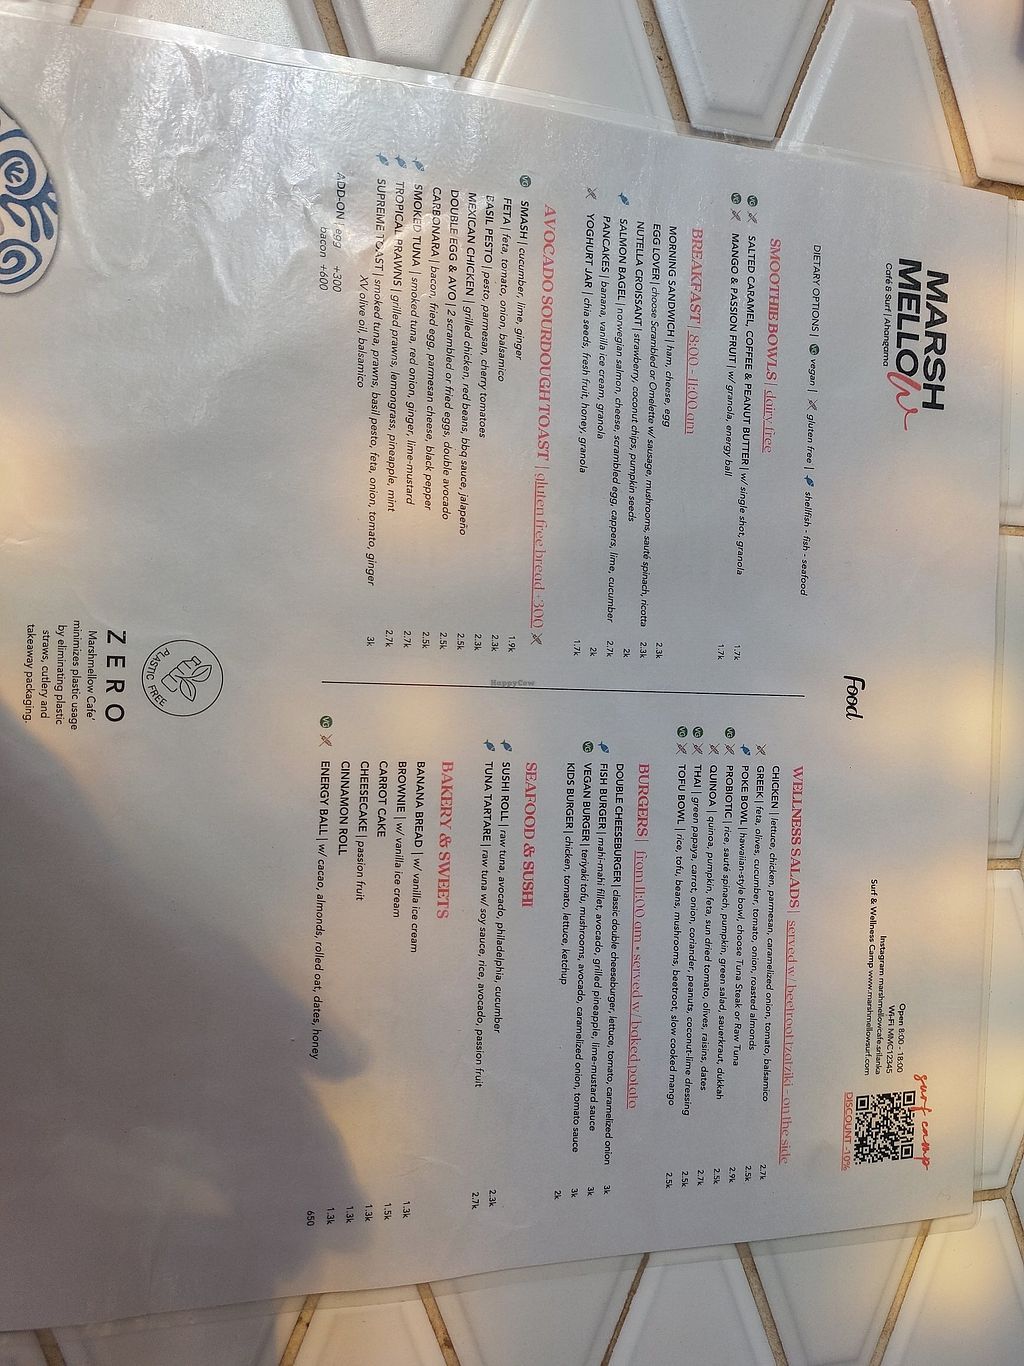 MARSH
MELLOW
Café & Surf | Ahangama
Food
surf camp
Open 8:00 - 18:00
Wi-Fi MMC12345
Instagram marshmellowcafe.srilanka
Surf & Wellness Camp www.marshmellowsurf.com
DISCOUNT -10%
DIETARY OPTIONS | VG vegan | gluten free | shellfish - fish - seafood
SMOOTHIE BOWLS | dairy free
VG SALTED CARAMEL, COFFEE & PEANUT BUTTER | w/ single shot, granola 1.7k
VG MANGO & PASSION FRUIT | w/ granola, energy ball 1.7k
BREAKFAST | 8:00 - 11:00 am
MORNING SANDWICH | ham, cheese, egg 2.3k
EGG LOVER | choose Scrambled or Omelette w/ sausage, mushrooms, sauté spinach, ricotta 2.3k
NUTELLA CROISSANT | strawberry, coconut chips, pumpkin seeds 2k
SALMON BAGEL | norwegian salmon, cheese, scrambled egg, cappers, lime, cucumber 2.7k
PANCAKES | banana, vanilla ice cream, granola 2k
YOGHURT JAR | chia seeds, fresh fruit, honey, granola 1.7k
AVOCADO SOURDOUGH TOAST | gluten free bread +300
VG SMASH | cucumber, lime, ginger 1.9k
FETA | feta, tomato, onion, balsamico 2.3k
BASIL PESTO | pesto, parmesan, cherry tomatoes 2.3k
MEXICAN CHICKEN | grilled chicken, red beans, bbq sauce, jalapeño 2.5k
DOUBLE EGG & AVO | 2 scrambled or fried eggs, double avocado 2.5k
CARBONARA | bacon, fried egg, parmesan cheese, black pepper 2.5k
SMOKED TUNA | smoked tuna, red onion, ginger, lime-mustard 2.7k
TROPICAL PRAWNS | grilled prawns, lemongrass, pineapple, mint 2.7k
SUPREME TOAST | smoked tuna, prawns, basil pesto, feta, onion, tomato, ginger 3k
XV olive oil, balsamico
ADD-ON | egg +300
bacon +600
WELLNESS SALADS | served w/ beetroot tzatziki - on the side
CHICKEN | lettuce, chicken, parmesan, caramelized onion, tomato, balsamico 2.7k
GREEK | feta, olives, cucumber, tomato, onion, roasted almonds 2.5k
POKE BOWL | hawaiian-style bowl, choose Tuna Steak or Raw Tuna 2.9k
VG PROBIOTIC | rice, sauté spinach, pumpkin, green salad, sauerkraut, dukkah 2.5k
QUINOA | quinoa, pumpkin, feta, sun dried tomato, olives, raisins, dates 2.7k
VG THAI | green papaya, carrot, onion, coriander, peanuts, coconut-lime dressing 2.5k
VG TOFU BOWL | rice, tofu, beans, mushrooms, beetroot, slow cooked mango 2.5k
BURGERS | from 11:00 am • served w/ baked potato
DOUBLE CHEESEBURGER | classic double cheeseburger, lettuce, tomato, caramelized onion 3k
FISH BURGER | mahi-mahi fillet, avocado, grilled pineapple, lime-mustard sauce 3k
VG VEGAN BURGER | teriyaki tofu, mushrooms, avocado, caramelized onion, tomato sauce 3k
KIDS BURGER | chicken, tomato, lettuce, ketchup 2k
SEAFOOD & SUSHI
SUSHI ROLL | raw tuna, avocado, philadelphia, cucumber 2.3k
TUNA TARTARE | raw tuna w/ soy sauce, rice, avocado, passion fruit 2.7k
BAKERY & SWEETS
BANANA BREAD | w/ vanilla ice cream 1.3k
BROWNIE | w/ vanilla ice cream 1.5k
CARROT CAKE 1.3k
CHEESECAKE | passion fruit 1.3k
CINNAMON ROLL 1.3k
VG ENERGY BALL | w/ cacao, almonds, rolled oat, dates, honey 650
PLASTIC FREE
ZERO
Marshmellow Cafe'
minimizes plastic usage
by eliminating plastic
straws, cutlery and
takeaway packaging.
HappyCow